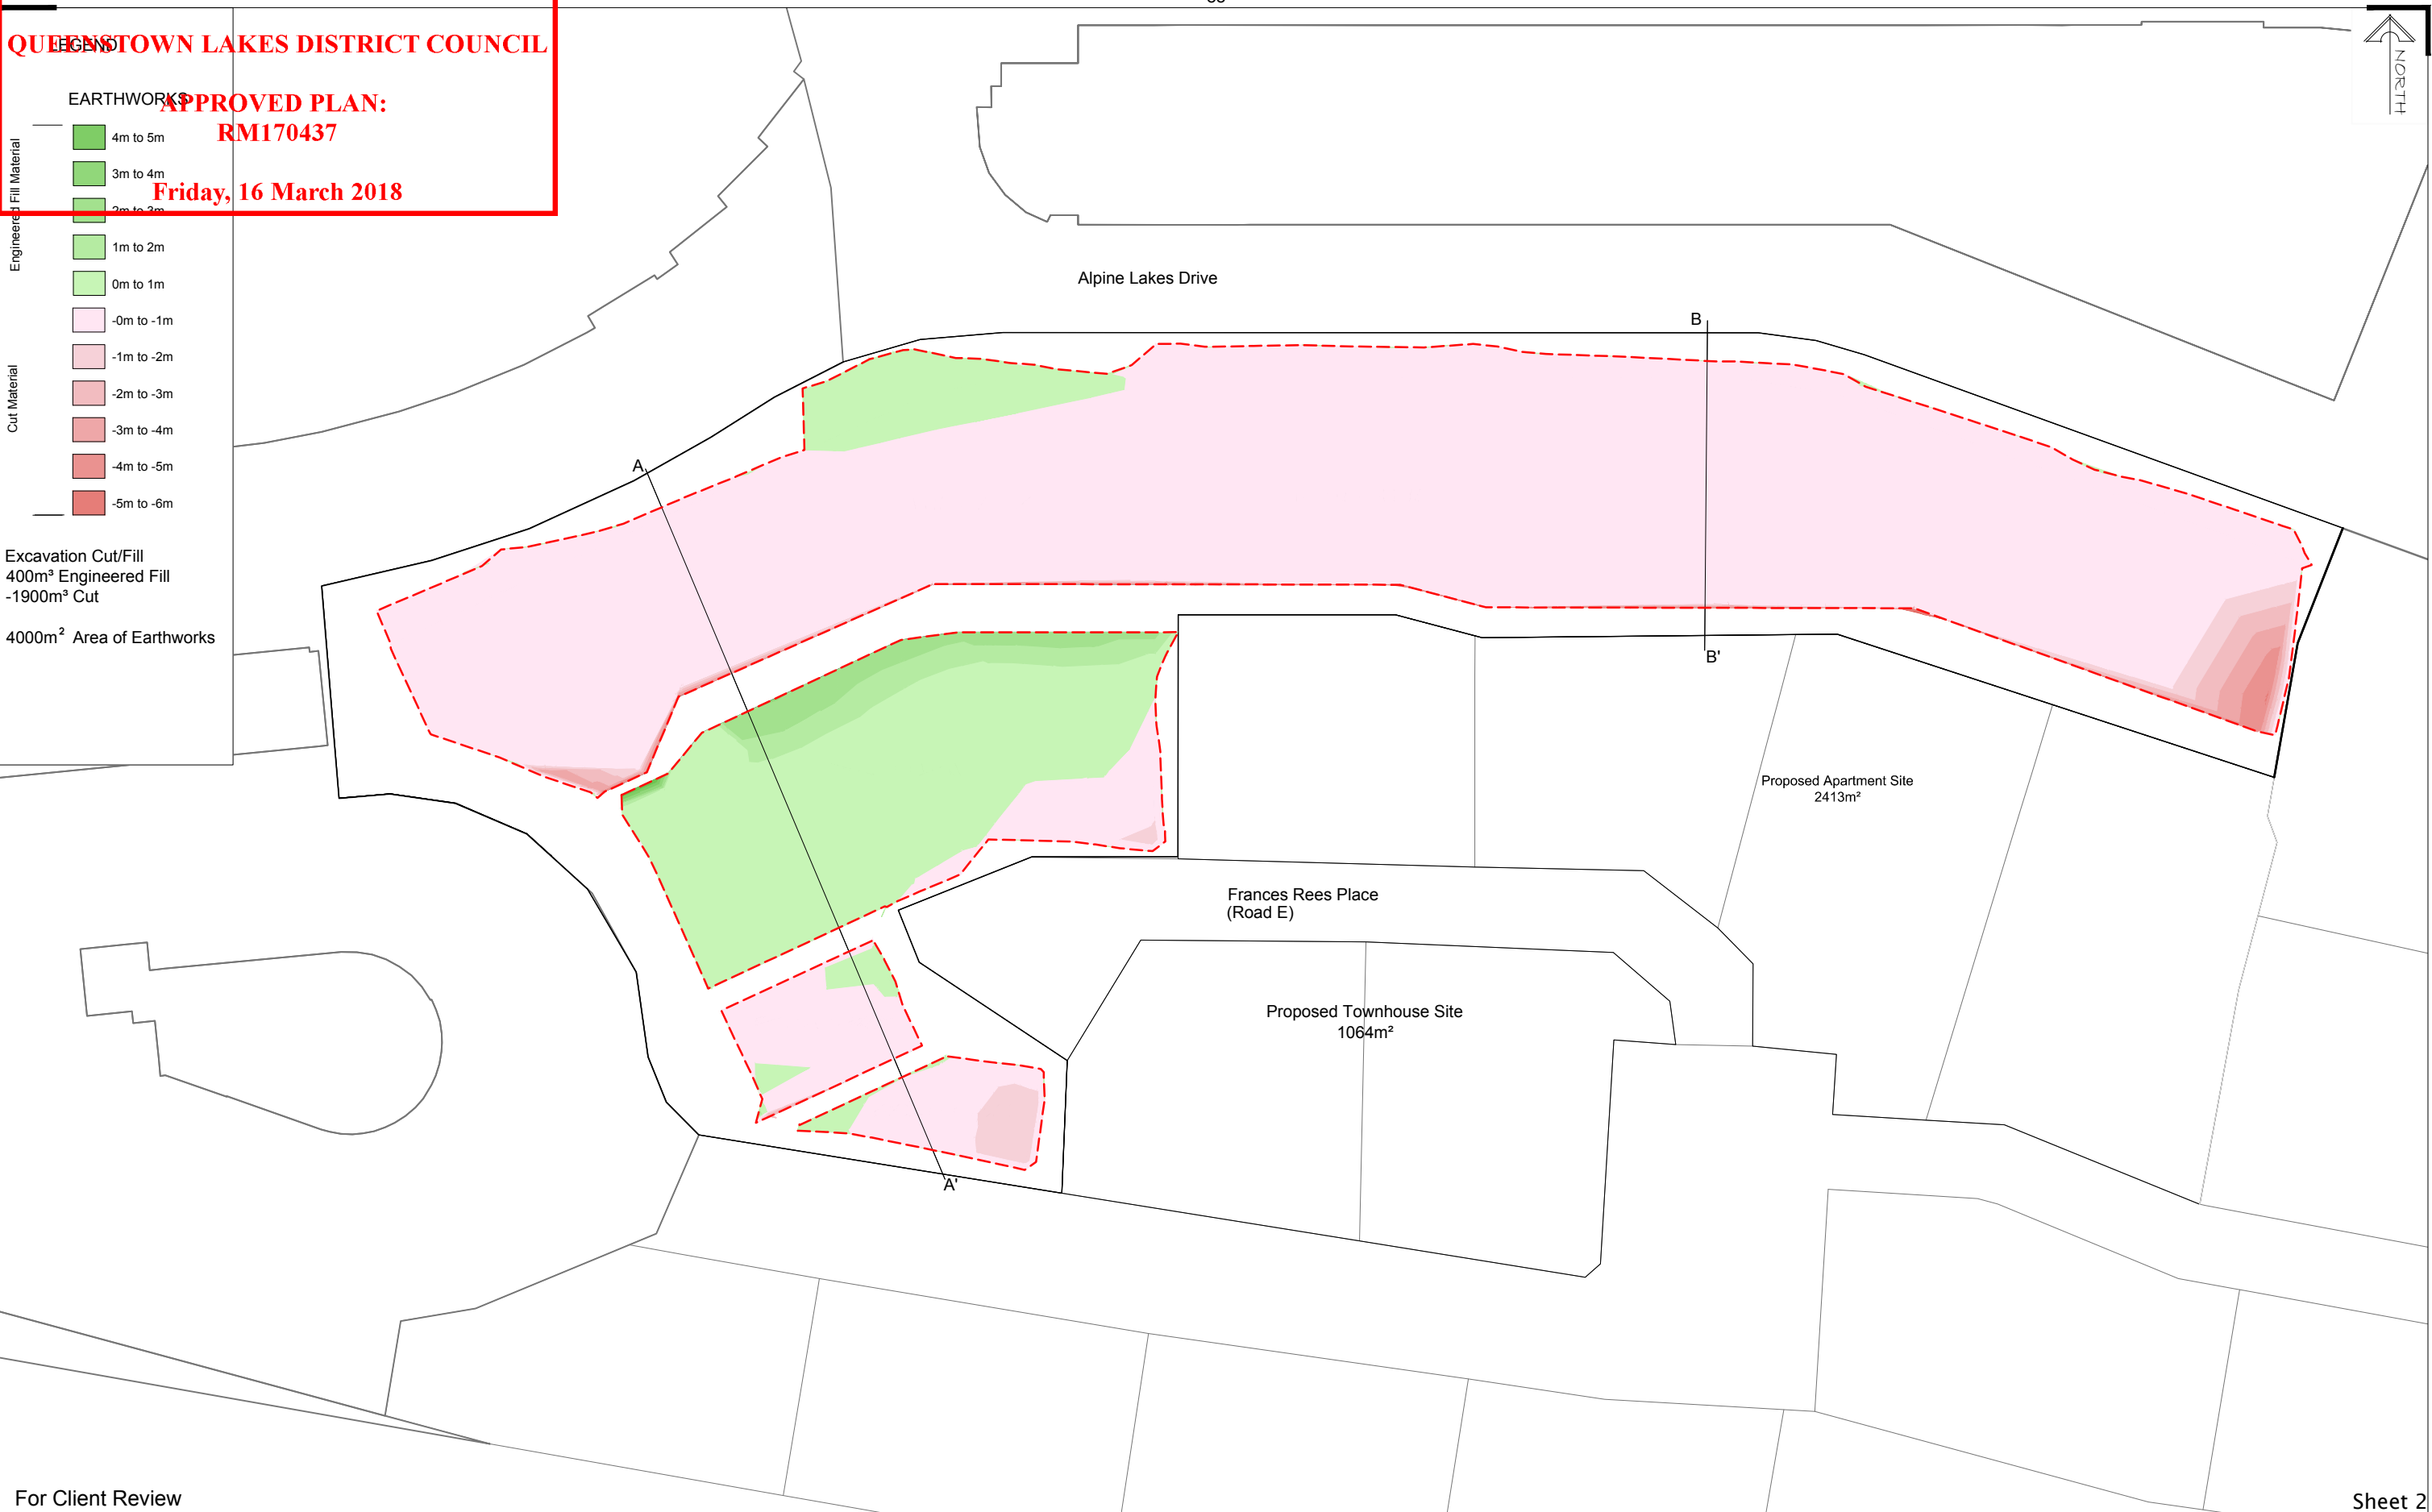 QUEENSTOWN LAKES DISTRICT COUNCIL
LEGEND
EARTHWORKS
APPROVED PLAN:
RM170437
Friday, 16 March 2018
Engineered Fill Material
4m to 5m
3m to 4m
2m to 3m
1m to 2m
0m to 1m
Cut Material
-0m to -1m
-1m to -2m
-2m to -3m
-3m to -4m
-4m to -5m
-5m to -6m
Excavation Cut/Fill
400m³ Engineered Fill
-1900m³ Cut
4000m² Area of Earthworks
NORTH
Alpine Lakes Drive
B
A
B'
Proposed Apartment Site
2413m²
Frances Rees Place
(Road E)
Proposed Townhouse Site
1064m²
A'
For Client Review
Sheet 2